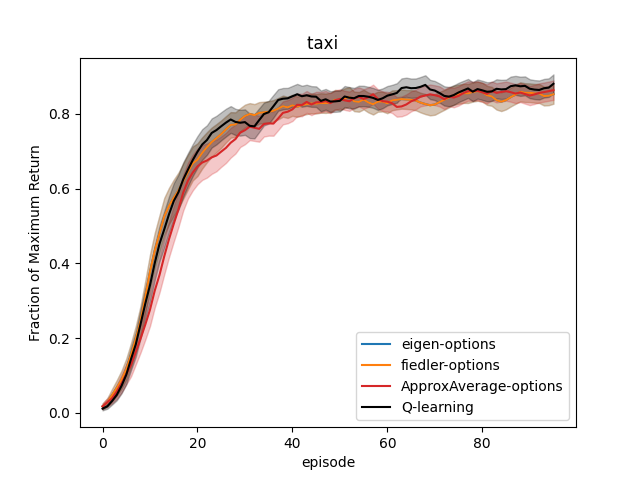 taxi
Fraction of Maximum Return
0.8
0.6
0.4
0.2
0.0
eigen-options
fiedler-options
ApproxAverage-options
Q-learning
0 20 40 60 80
episode